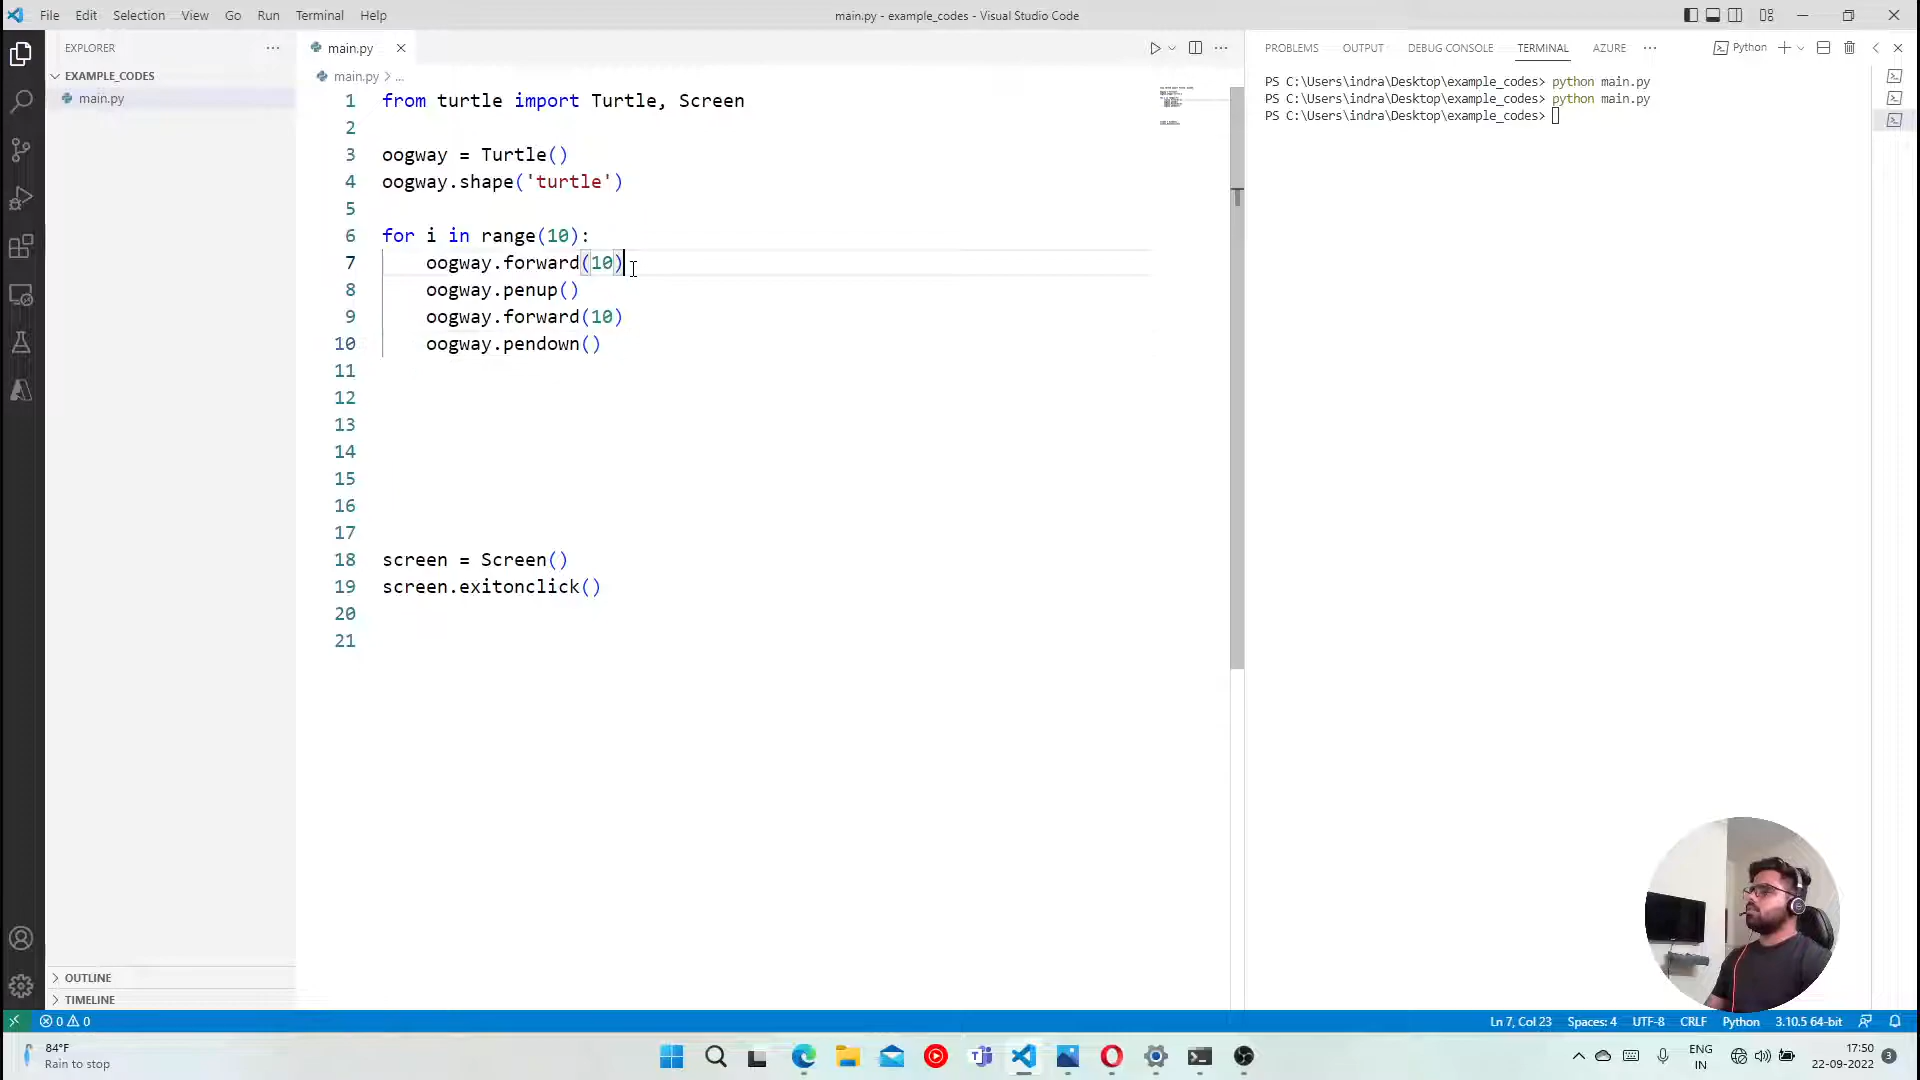 File Edit Selection View Go Run Terminal Help
main.py - example_codes - Visual Studio Code
EXPLORER
EXAMPLE_CODES
main.py
OUTLINE
TIMELINE
main.py
main.py > ...
1 from turtle import Turtle, Screen
2
3 oogway = Turtle()
4 oogway.shape('turtle')
5
6 for i in range(10):
7 oogway.forward(10)
8 oogway.penup()
9 oogway.forward(10)
10 oogway.pendown()
11
12
13
14
15
16
17
18 screen = Screen()
19 screen.exitonclick()
20
21
PROBLEMS OUTPUT DEBUG CONSOLE TERMINAL AZURE ... Python
PS C:\Users\indra\Desktop\example_codes> python main.py
PS C:\Users\indra\Desktop\example_codes> python main.py
PS C:\Users\indra\Desktop\example_codes>
0 0
Ln 7, Col 23 Spaces: 4 UTF-8 CRLF Python 3.10.5 64-bit
84°F
Rain to stop
ENG
IN
17:50
22-09-2022
3